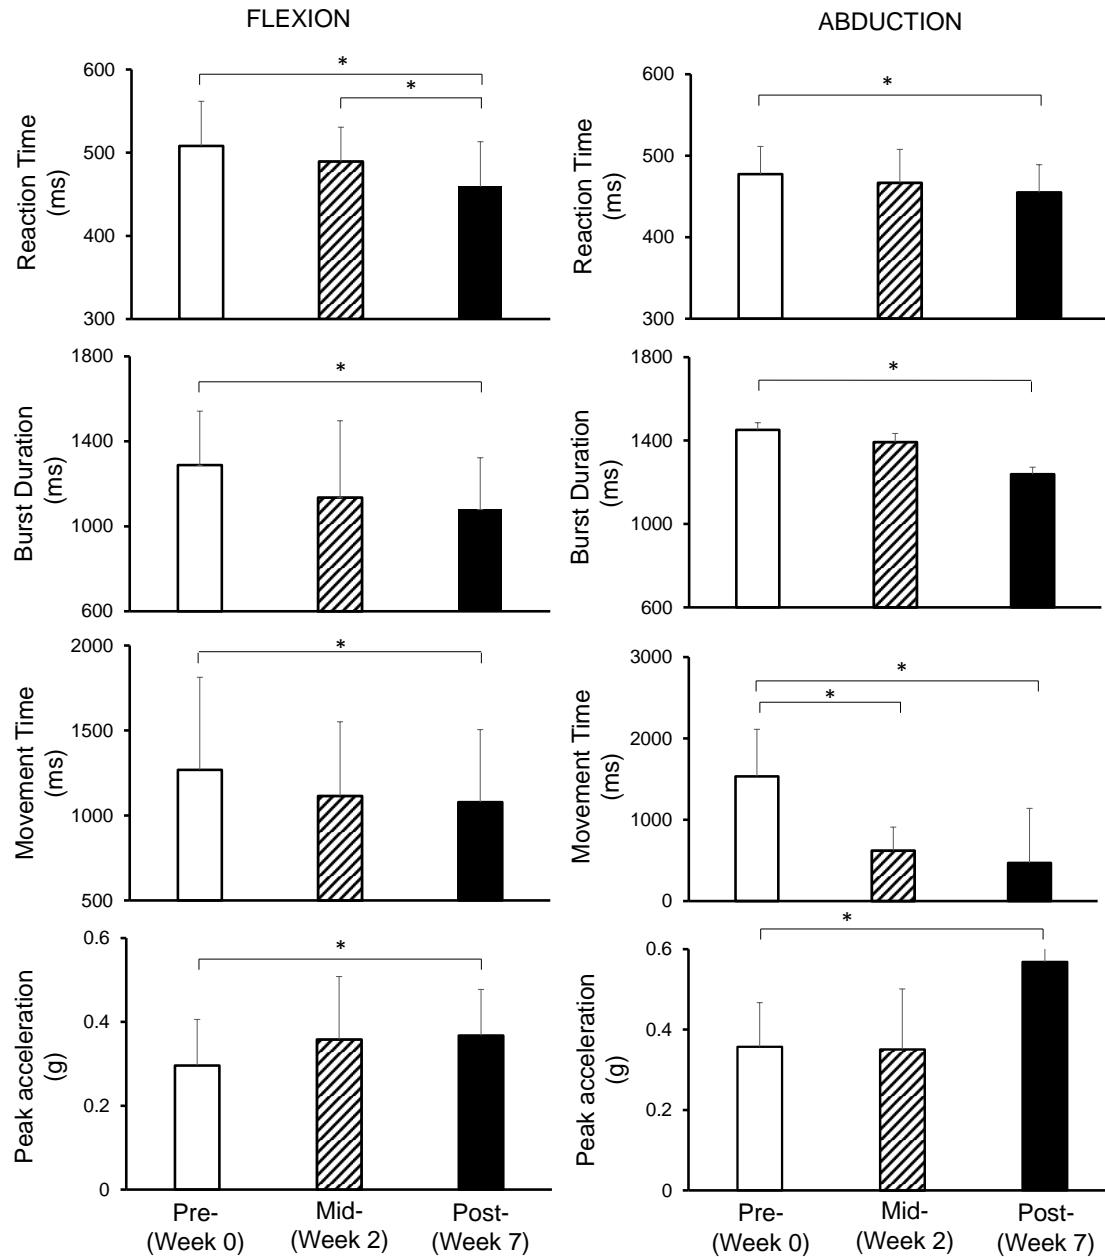 FLEXION
ABDUCTION
Reaction Time
(ms)
600
500
400
300
*
*
Reaction Time
(ms)
600
500
400
300
*
Burst Duration
(ms)
1800
1400
1000
600
*
Burst Duration
(ms)
1800
1400
1000
600
*
Movement Time
(ms)
2000
1500
1000
500
*
Movement Time
(ms)
3000
2000
1000
0
*
*
Peak acceleration
(g)
0.6
0.4
0.2
0
*
Peak acceleration
(g)
0.6
0.4
0.2
0
*
Pre-
(Week 0)
Mid-
(Week 2)
Post-
(Week 7)
Pre-
(Week 0)
Mid-
(Week 2)
Post-
(Week 7)